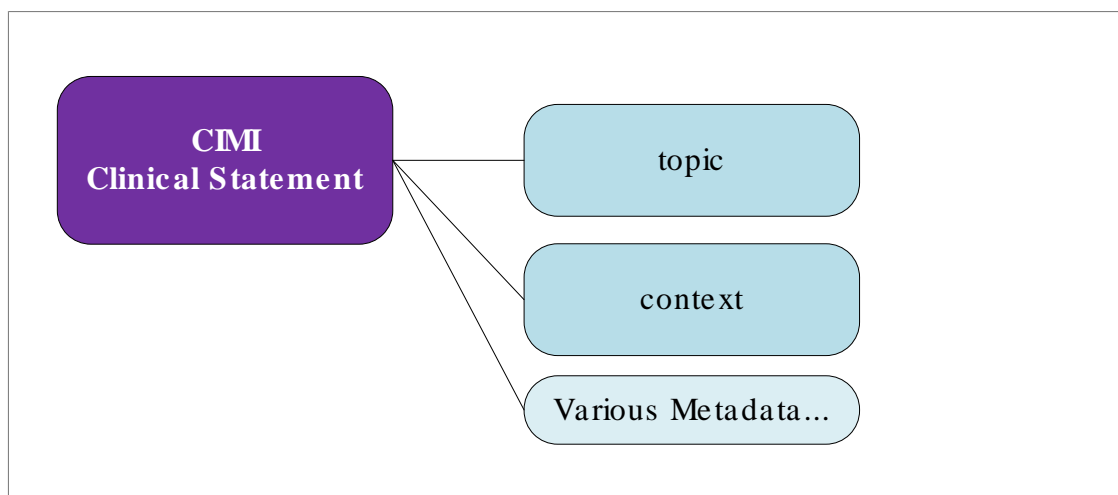 CIMI
Clinical Statement
topic
context
Various Metadata...